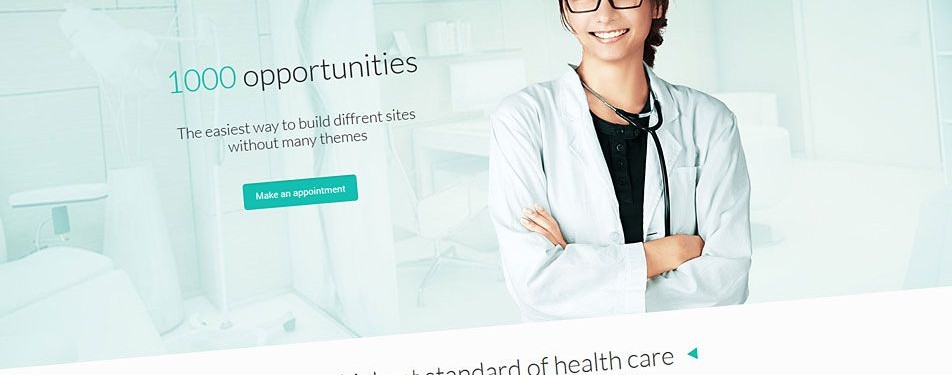 1000 opportunities
The easiest way to build diffrent sites
without many themes
Make an appointment
standard of health care